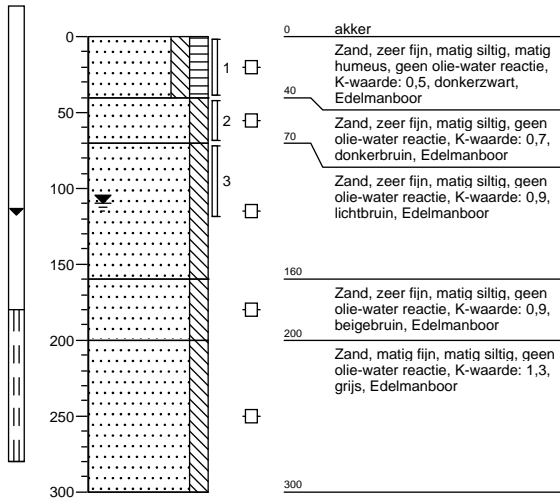 0
50
100
150
200
250
300
1
2
3
0
akker
Zand, zeer fijn, matig siltig, matig
humeus, geen olie-water reactie,
K-waarde: 0,5, donkerzwart,
Edelmanboor
40
Zand, zeer fijn, matig siltig, geen
olie-water reactie, K-waarde: 0,7,
donkerbruin, Edelmanboor
70
Zand, zeer fijn, matig siltig, geen
olie-water reactie, K-waarde: 0,9,
lichtbruin, Edelmanboor
160
Zand, zeer fijn, matig siltig, geen
olie-water reactie, K-waarde: 0,9,
beigebruin, Edelmanboor
200
Zand, matig fijn, matig siltig, geen
olie-water reactie, K-waarde: 1,3,
grijs, Edelmanboor
300